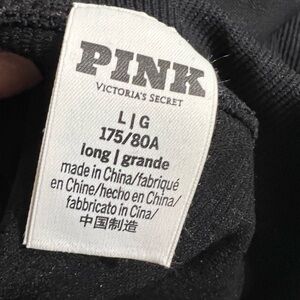 PINK
VICTORIA'S SECRET
L|G
175/80A
long|grande
made in China/fabriqué
en Chine/hecho en China/
fabbricato in Cina/
中国制造